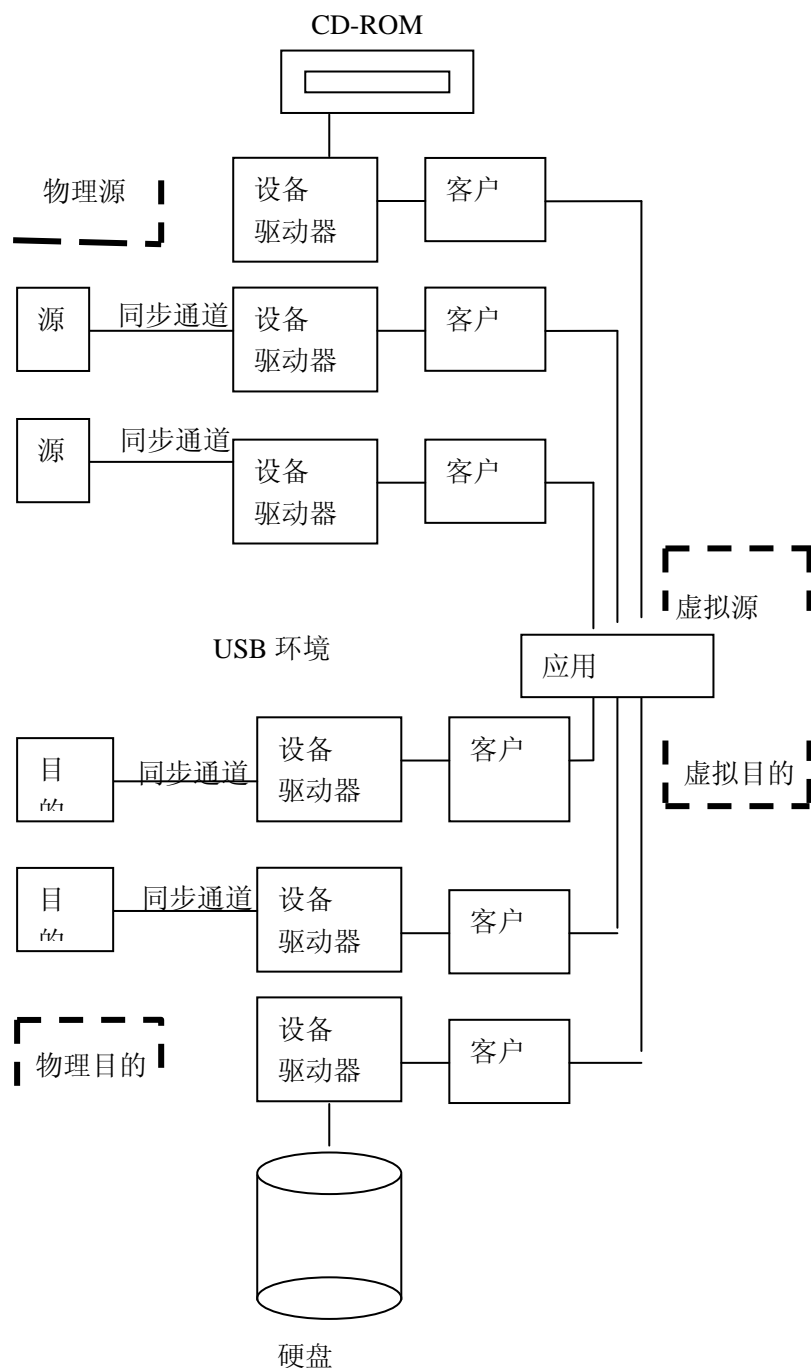 CD-ROM
物理源
设备
驱动器
客户
源
同步通道
设备
驱动器
客户
源
同步通道
设备
驱动器
客户
虚拟源
USB 环境
应用
目
的
同步通道
设备
驱动器
客户
虚拟目的
目
的
同步通道
设备
驱动器
客户
物理目的
设备
驱动器
客户
硬盘